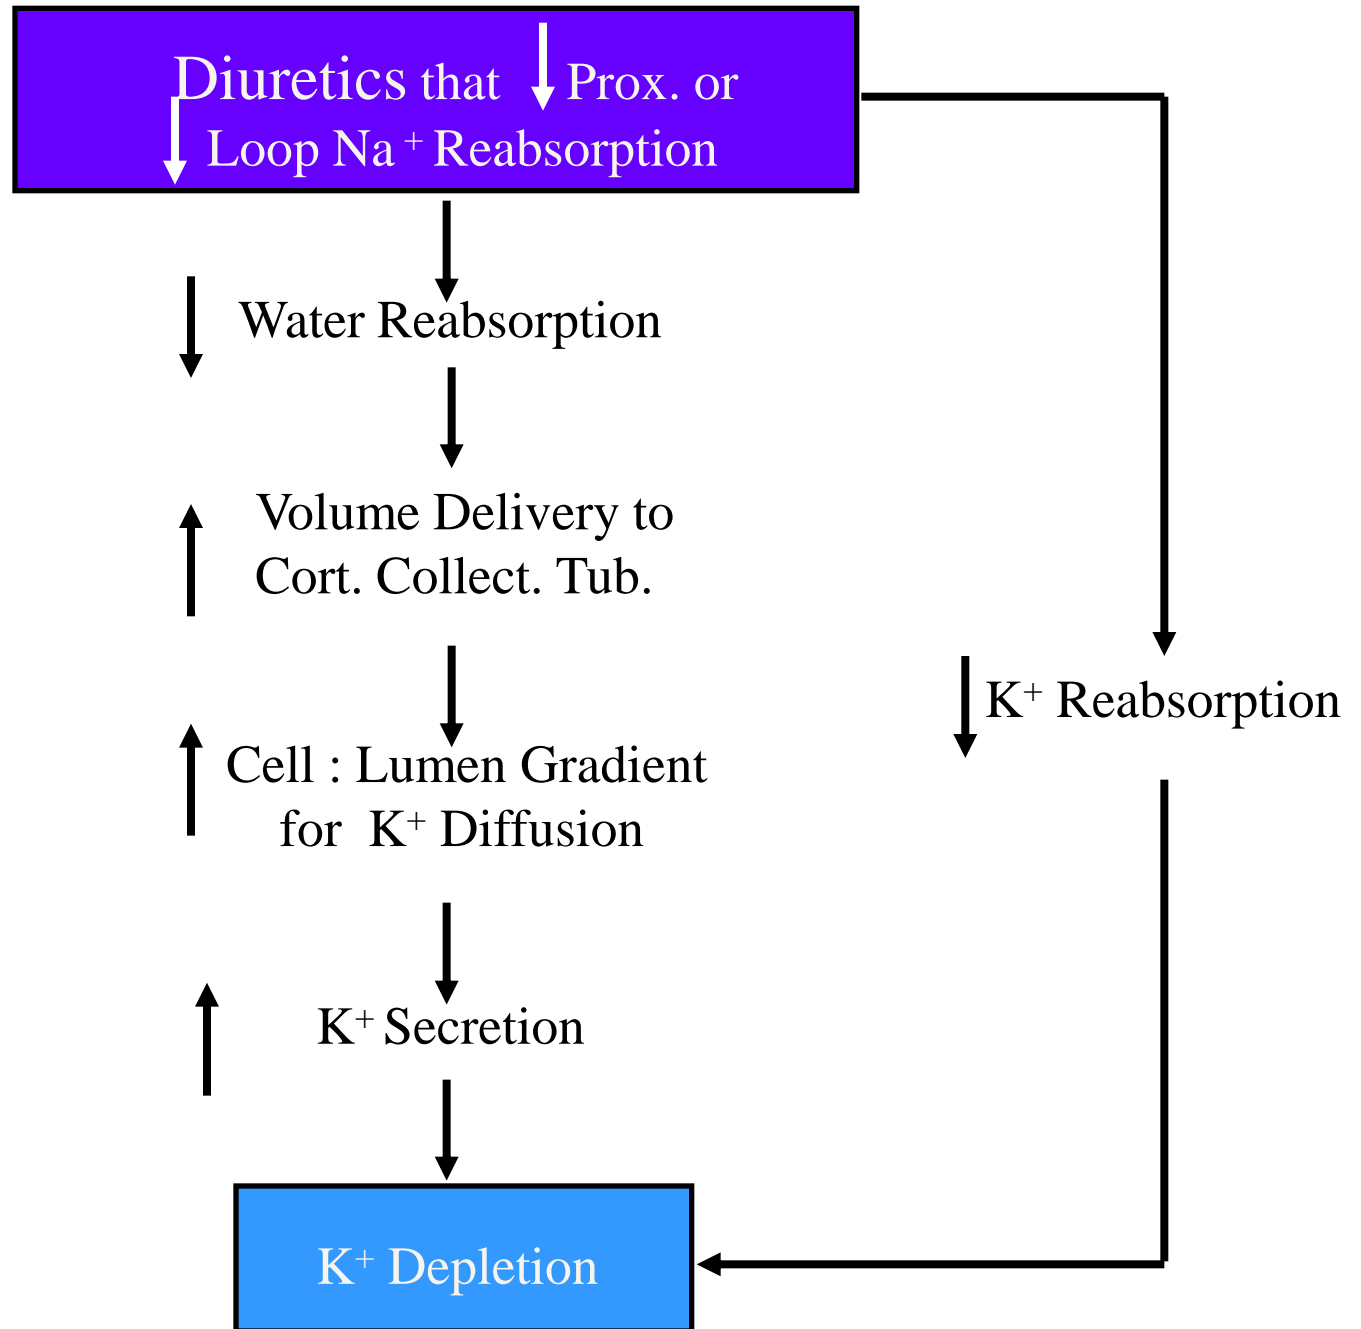 Diuretics that Prox. or
Loop Na⁺ Reabsorption
Water Reabsorption
Volume Delivery to
Cort. Collect. Tub.
K⁺ Reabsorption
Cell : Lumen Gradient
for K⁺ Diffusion
K⁺ Secretion
K⁺ Depletion